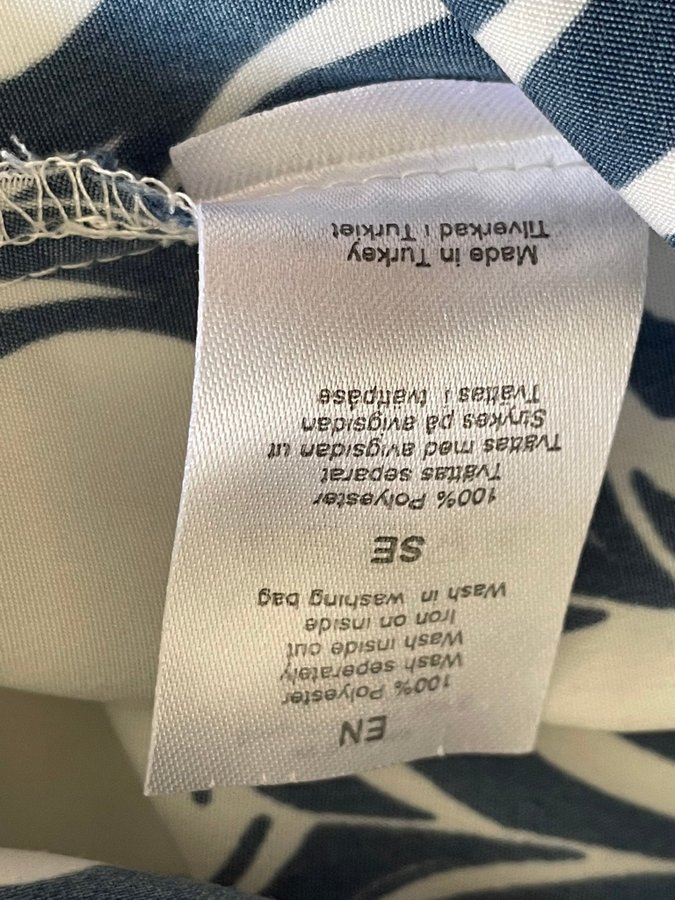 EN
100% Polyester
Wash seperately
Wash inside out
Iron on inside
Wash in washing bag
SE
100% Polyester
Tvättas separat
Tvättas med avigsidan ut
Strykes på avigsidan
Tvättas i tvättpåse
Made in Turkey
Tilverkad i Turkiet